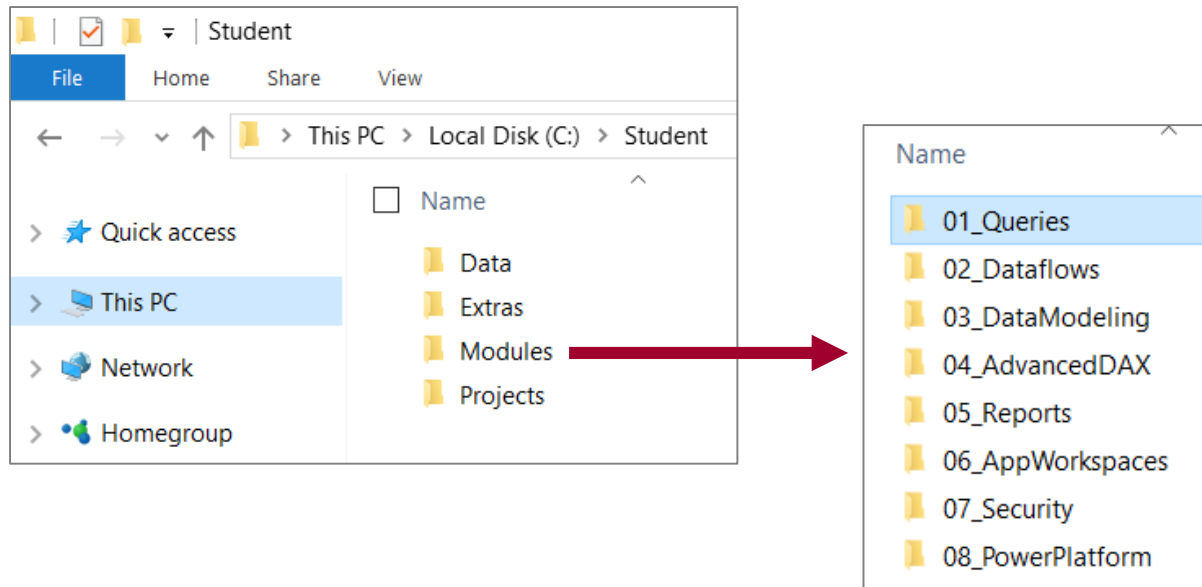 Student
File Home Share View
This PC > Local Disk (C:) > Student
Name
Quick access
This PC
Network
Homegroup
Data
Extras
Modules
Projects
Name
01_Queries
02_Dataflows
03_DataModeling
04_AdvancedDAX
05_Reports
06_AppWorkspaces
07_Security
08_PowerPlatform